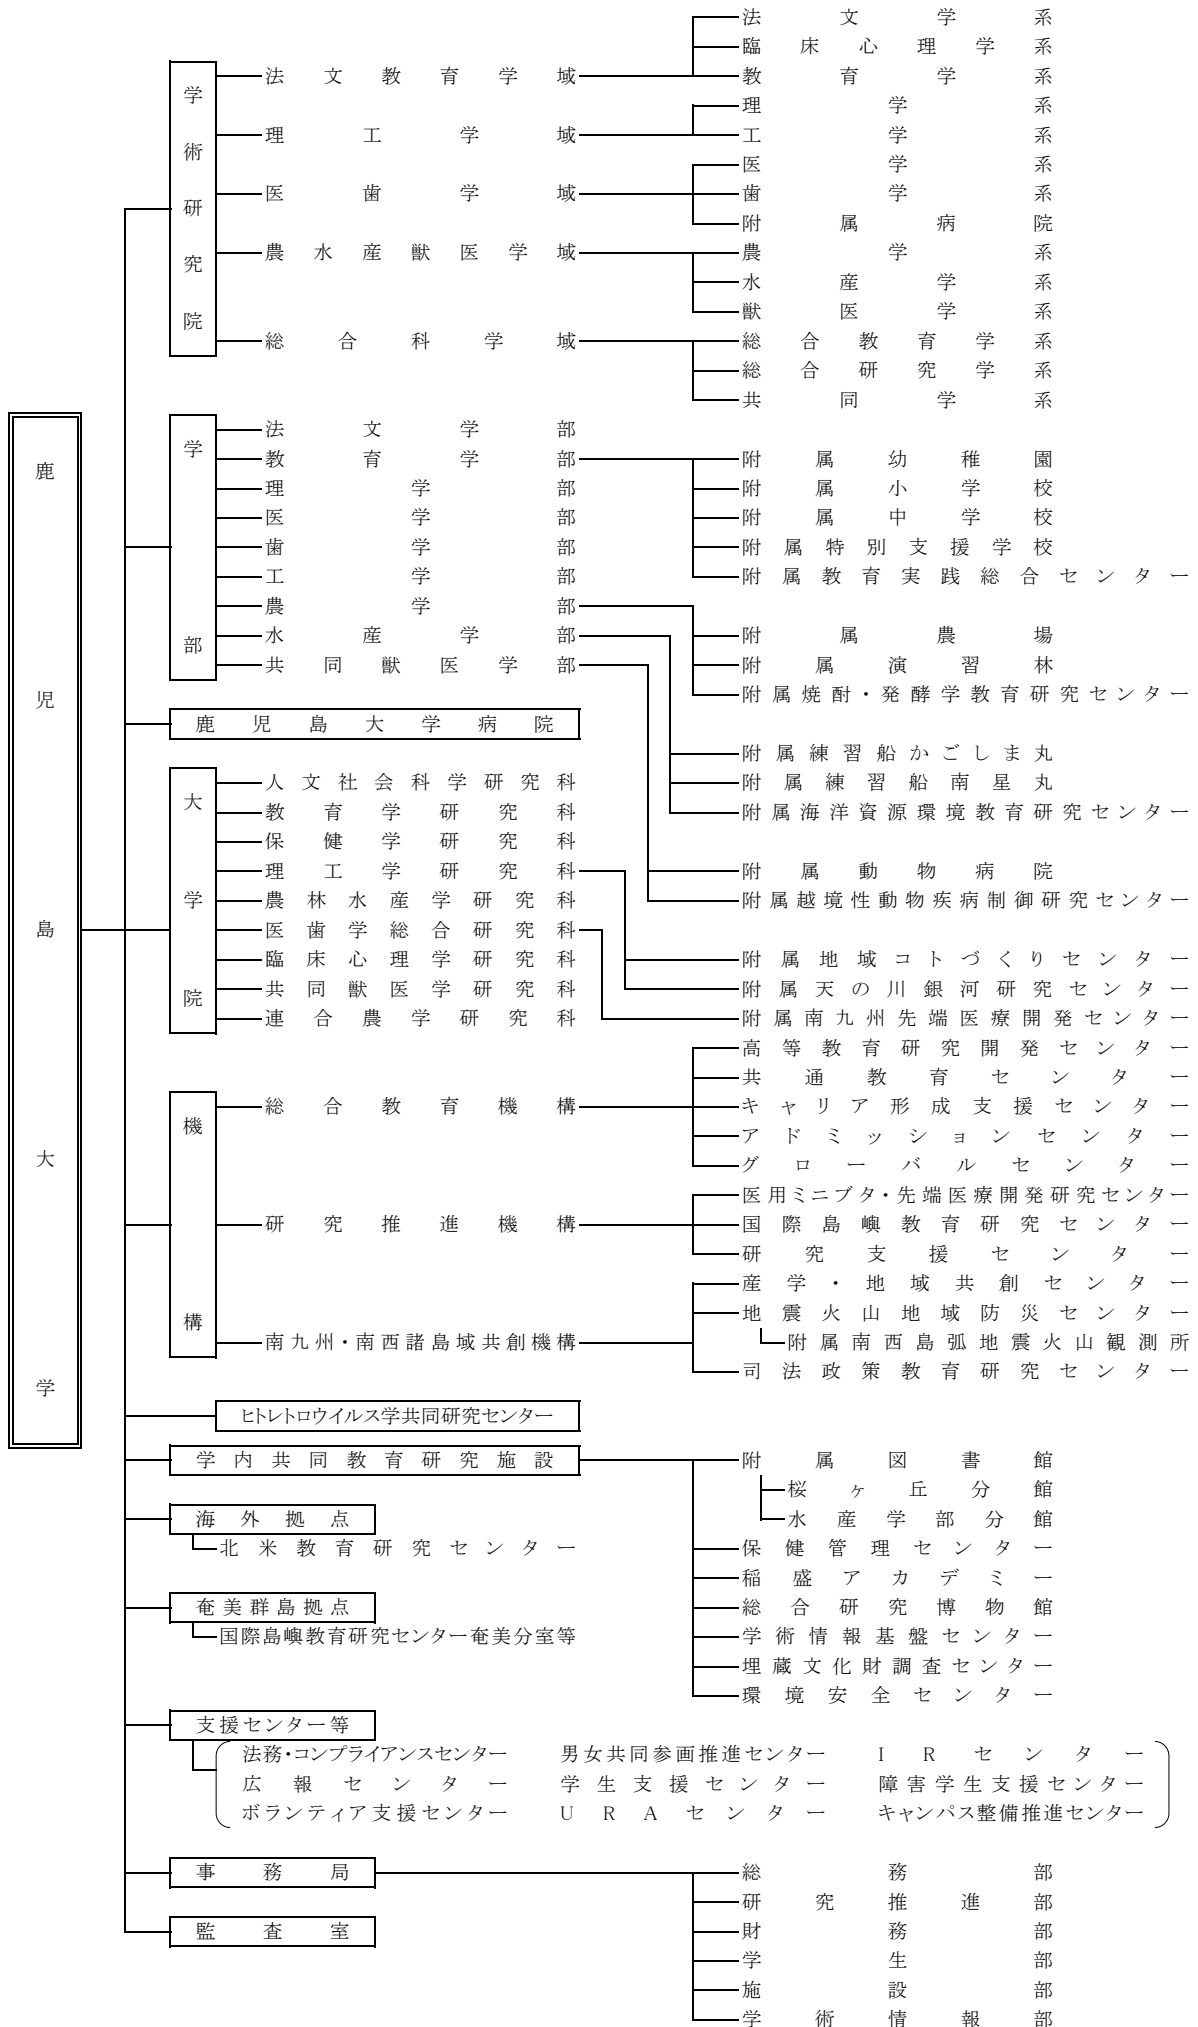 鹿児島大学
学術研究院
法文教育学域
法文学系
臨床心理学系
教育学系
理工学域
理学系
工学系
医歯学域
医学系
歯学系
附属病院
農水産獣医学域
農学系
水産学系
獣医学系
総合科学域
総合教育学系
総合研究学系
共同学系
学部
法文学部
教育学部
附属幼稚園
附属小学校
附属中学校
附属特別支援学校
附属教育実践総合センター
理学部
医学部
歯学部
工学部
農学部
附属農場
附属演習林
附属焼酎・発酵学教育研究センター
水産学部
附属練習船かごしま丸
附属練習船南星丸
附属海洋資源環境教育研究センター
共同獣医学部
附属動物病院
附属越境性動物疾病制御研究センター
鹿児島大学病院
大学院
人文社会科学研究科
教育学研究科
保健学研究科
理工学研究科
附属地域コトづくりセンター
附属天の川銀河研究センター
農林水産学研究科
医歯学総合研究科
附属南九州先端医療開発センター
臨床心理学研究科
共同獣医学研究科
連合農学研究科
機構
総合教育機構
高等教育研究開発センター
共通教育センター
キャリア形成支援センター
アドミッションセンター
グローバルセンター
研究推進機構
医用ミニブタ・先端医療開発研究センター
国際島嶼教育研究センター
研究支援センター
南九州・南西諸島域共創機構
産学・地域共創センター
地震火山地域防災センター
附属南西島弧地震火山観測所
司法政策教育研究センター
ヒトレトロウイルス学共同研究センター
学内共同教育研究施設
附属図書館
桜ヶ丘分館
水産学部分館
保健管理センター
稲盛アカデミー
総合研究博物館
学術情報基盤センター
埋蔵文化財調査センター
環境安全センター
海外拠点
北米教育研究センター
奄美群島拠点
国際島嶼教育研究センター奄美分室等
支援センター等
法務・コンプライアンスセンター 男女共同参画推進センター IRセンター
広報センター 学生支援センター 障害学生支援センター
ボランティア支援センター URAセンター キャンパス整備推進センター
事務局
総務部
研究推進部
財務部
学生部
施設部
学術情報部
監査室